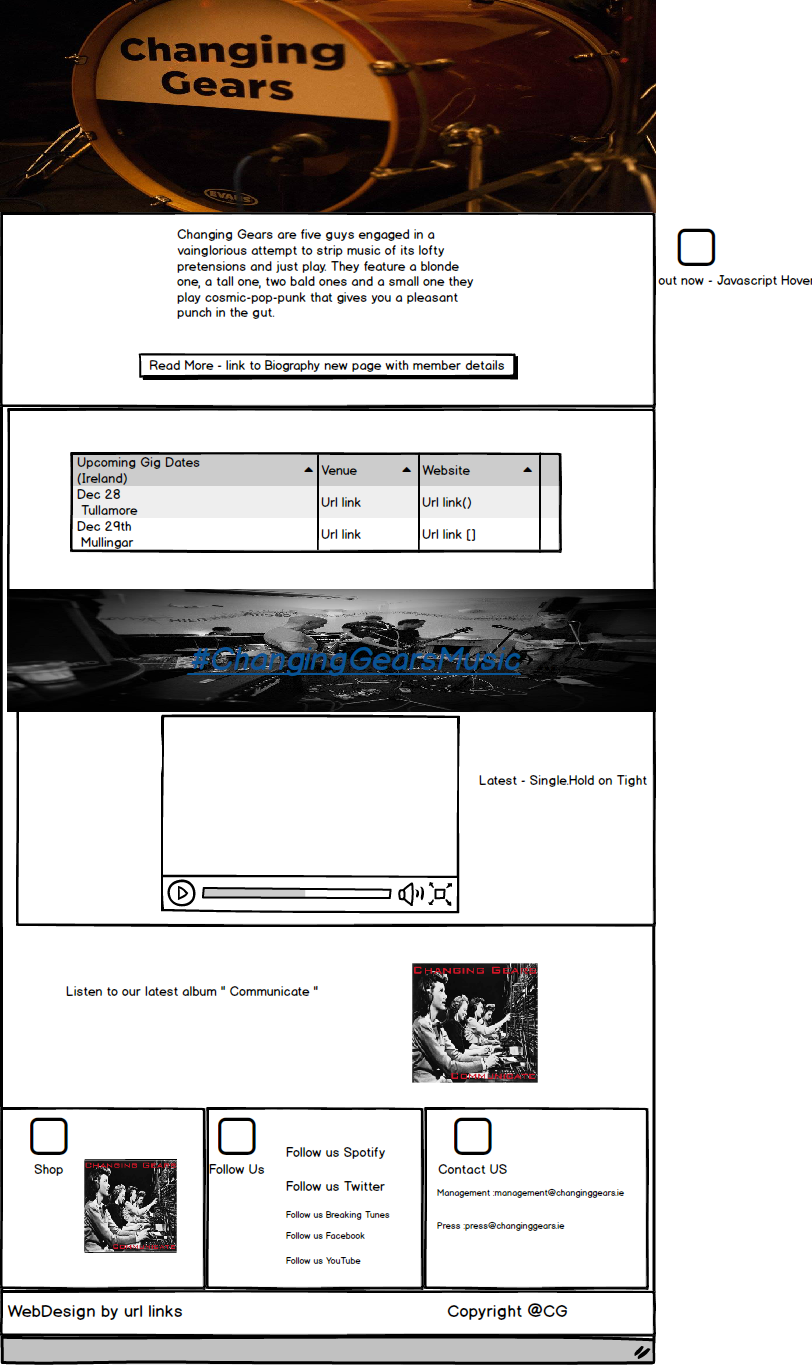 Changing
Gears
EVANS
Changing Gears are five guys engaged in a
vainglorious attempt to strip music of its lofty
pretensions and just play. They feature a blonde
one, a tall one, two bald ones and a small one they
play cosmic-pop-punk that gives you a pleasant
punch in the gut.
out now - Javascript Hover
Read More - link to Biography new page with member details
Upcoming Gig Dates
(Ireland)
Venue
Website
Dec 28
Tullamore
Url link
Url link()
Dec 29th
Mullingar
Url link
Url link []
#ChangingGearsMusic
Latest - Single.Hold on Tight
Listen to our latest album " Communicate "
Changing Gears
Communicate
Shop
Changing Gears
Communicate
Follow Us
Follow us Spotify
Follow us Twitter
Follow us Breaking Tunes
Follow us Facebook
Follow us YouTube
Contact US
Management :management@changinggears.ie
Press :press@changinggears.ie
WebDesign by url links
Copyright @CG